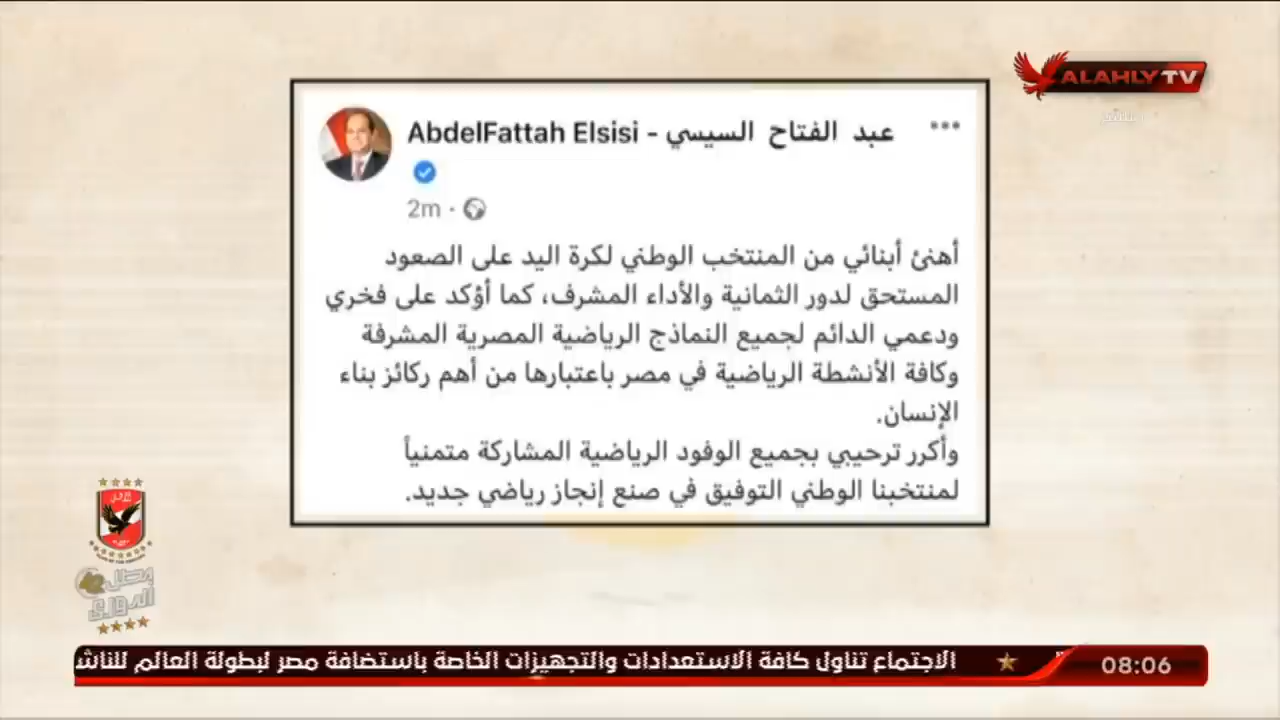 ALAHLY TV
عبد الفتاح السيسي - AbdelFattah Elsisi
2m
أهنئ أبنائي من المنتخب الوطني لكرة اليد على الصعود
المستحق لدور الثمانية والأداء المشرف، كما أؤكد على فخري
ودعمي الدائم لجميع النماذج الرياضية المصرية المشرفة
وكافة الأنشطة الرياضية في مصر باعتبارها من أهم ركائز بناء
الإنسان.
وأكرر ترحيبي بجميع الوفود الرياضية المشاركة متمنياً
لمنتخبنا الوطني التوفيق في صنع إنجاز رياضي جديد.
بطل الدوري
42
الاجتماع تناول كافة الاستعدادات والتجهيزات الخاصة باستضافة مصر لبطولة العالم للناش
08:06